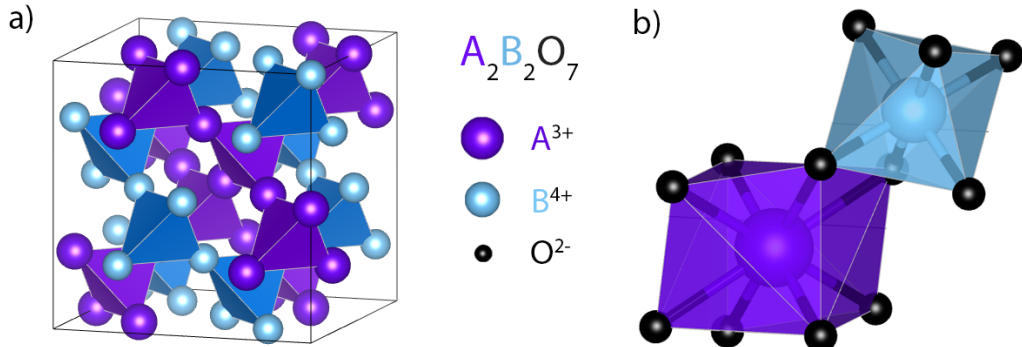 a)
A₂B₂O₇
A³⁺
B⁴⁺
O²⁻
b)